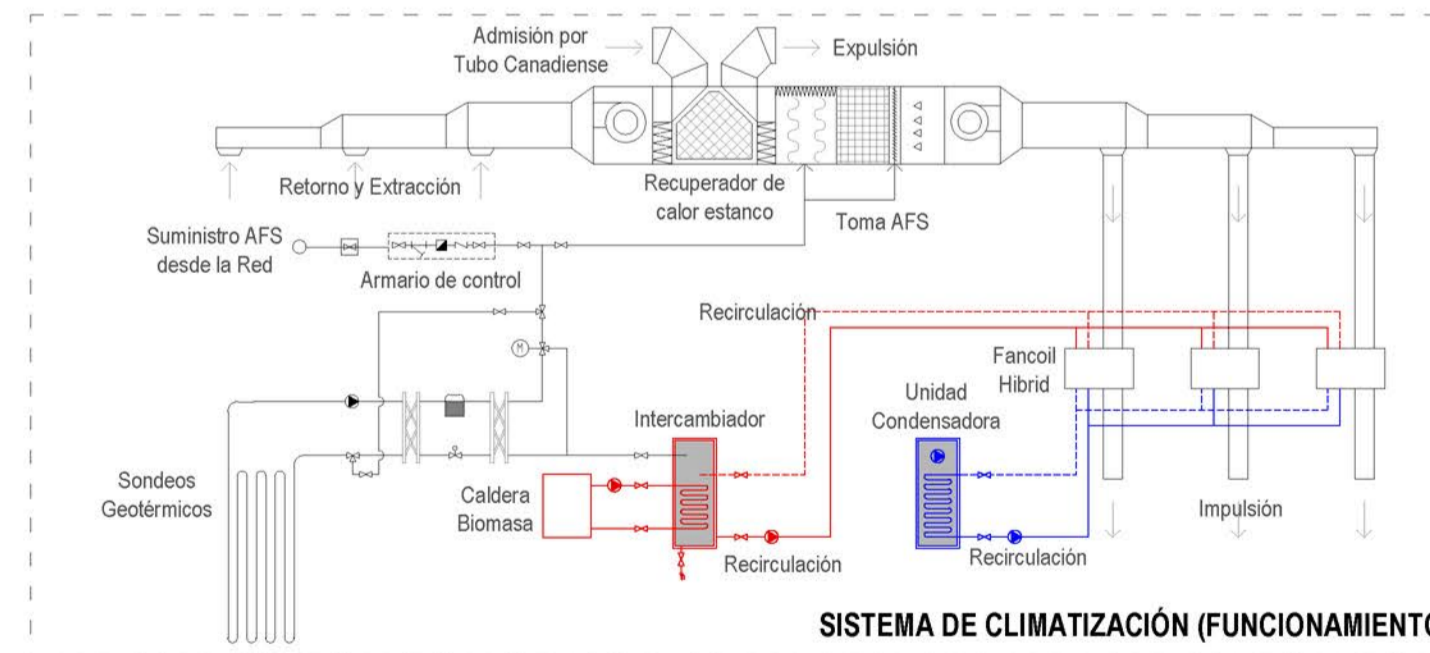 Admisión por
Tubo Canadiense
Expulsión
Retorno y Extracción
Recuperador de
calor estanco
Toma AFS
Suministro AFS
desde la Red
Armario de control
Recirculación
M
Fancoil
Hibrid
Unidad
Condensadora
Intercambiador
Sondeos
Geotérmicos
Caldera
Biomasa
Impulsión
Recirculación
Recirculación
SISTEMA DE CLIMATIZACIÓN (FUNCIONAMIENTO